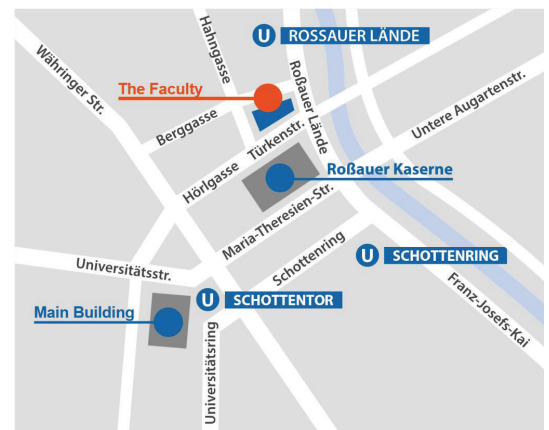 U ROSSAUER LÄNDE
Währinger Str.
Hahngasse
The Faculty
Roßauer Lände
Berggasse
Türkenstr.
Hörlgasse
Untere Augartenstr.
Roßauer Kaserne
Maria-Theresien-Str.
Schottenring
Universitätsstr.
U SCHOTTENRING
Franz-Josefs-Kai
U SCHOTTENTOR
Main Building
Universitätsring